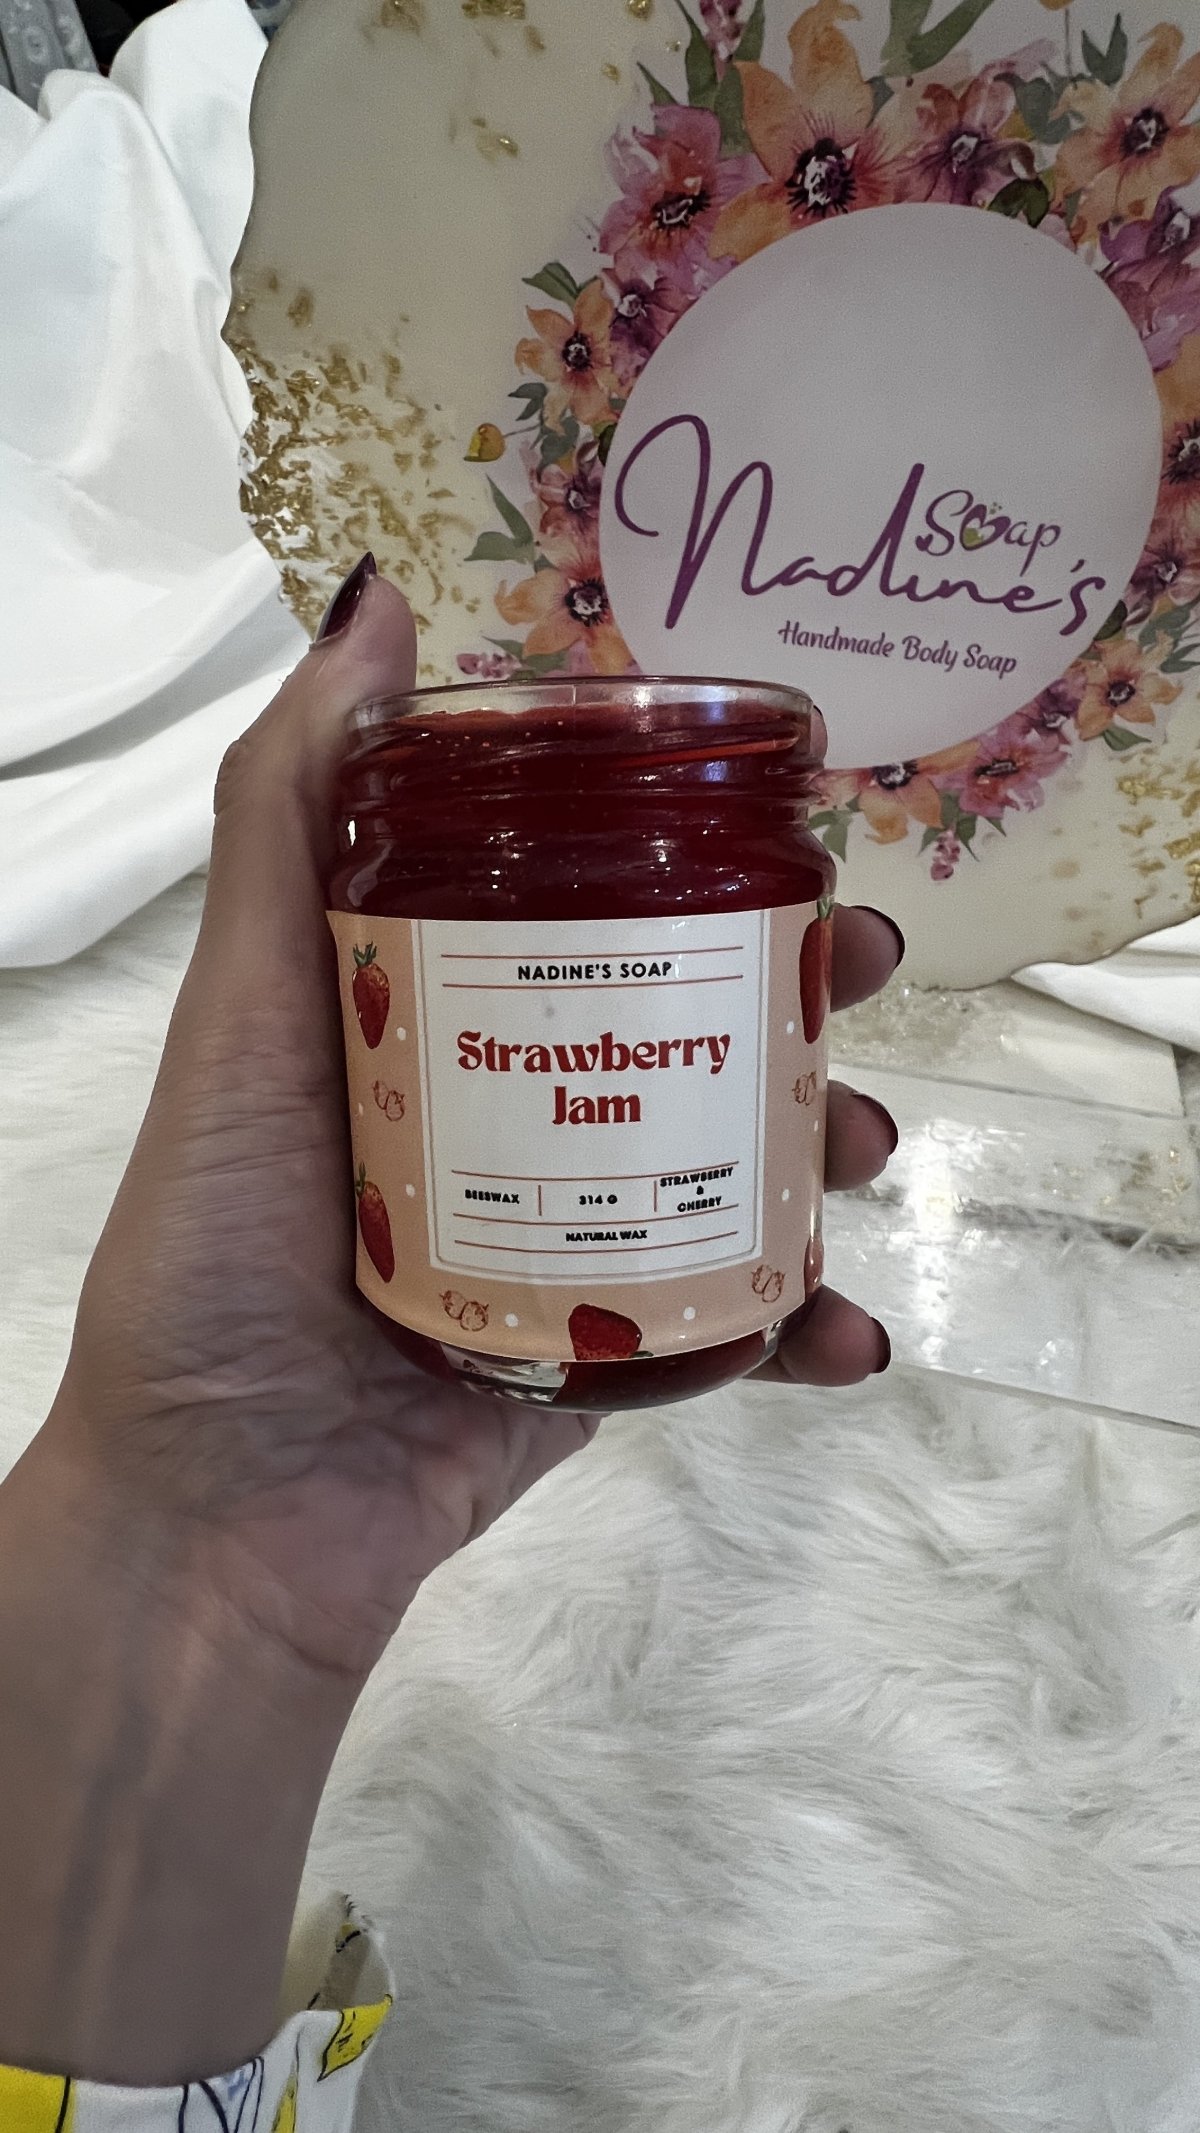 Soap
Nadine's
Handmade Body Soap
NADINE'S SOAP
Strawberry
Jam
BEESWAX
314 G
STRAWBERRY
&
CHERRY
NATURAL WAX